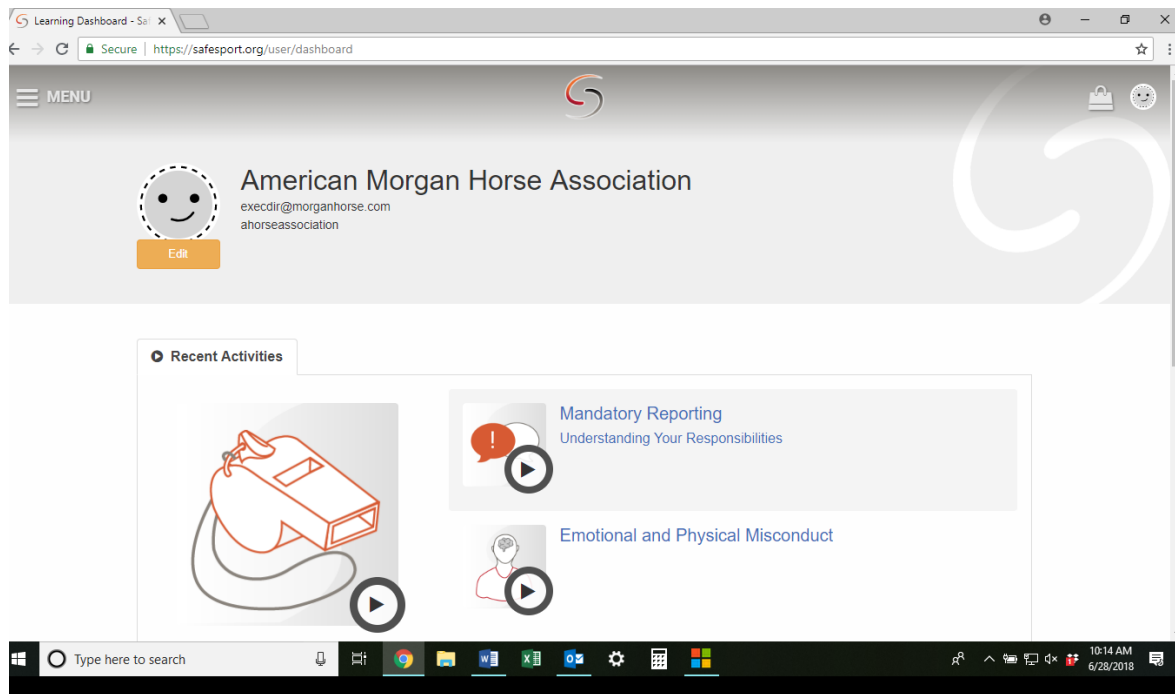 Learning Dashboard - Saf
Secure | https://safesport.org/user/dashboard
MENU
American Morgan Horse Association
execdir@morganhorse.com
ahorseassociation
Edit
Recent Activities
Mandatory Reporting
Understanding Your Responsibilities
!
Emotional and Physical Misconduct
Type here to search
10:14 AM
6/28/2018